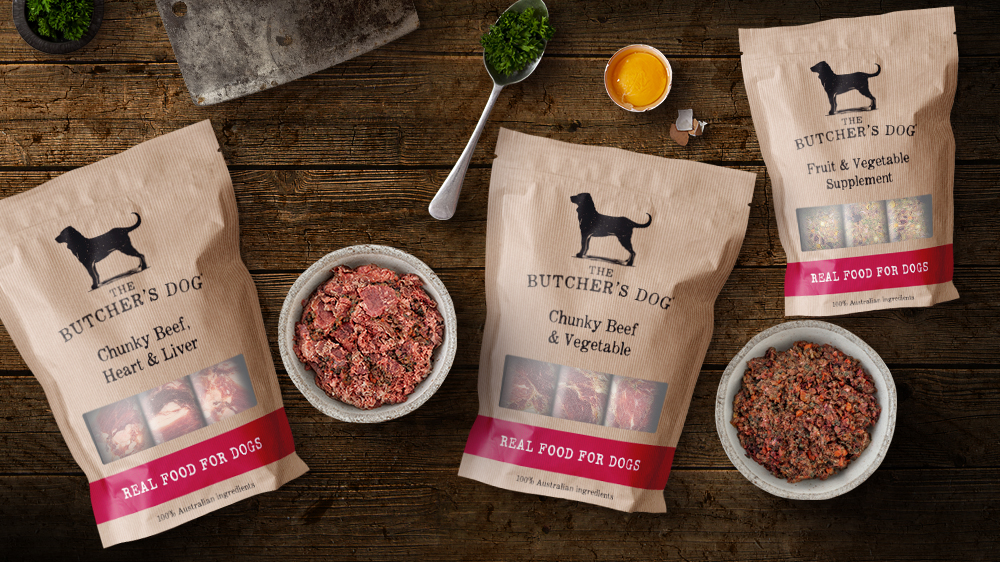 THE
BUTCHER'S DOG
Chunky Beef,
Heart & Liver
REAL FOOD FOR DOGS
100% Australian ingredients
THE
BUTCHER'S DOG
Chunky Beef
& Vegetable
REAL FOOD FOR DOGS
100% Australian ingredients
THE
BUTCHER'S DOG
Fruit & Vegetable
Supplement
REAL FOOD FOR DOGS
100% Australian ingredients